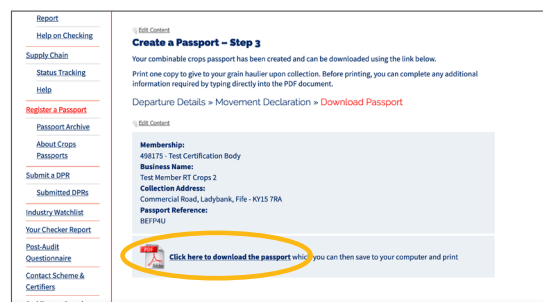 Report
Help on Checking
Supply Chain
Status Tracking
Help
Register a Passport
Passport Archive
About Crops
Passports
Submit a DPR
Submitted DPRs
Industry Watchlist
Your Checker Report
Post-Audit
Questionnaire
Contact Scheme &
Certifiers
Edit Content
Create a Passport – Step 3
Your combinable crops passport has been created and can be downloaded using the link below.
Print one copy to give to your grain haulier upon collection. Before printing, you can complete any additional
information required by typing directly into the PDF document.
Departure Details » Movement Declaration » Download Passport
Edit Content
Membership:
498175 - Test Certification Body
Business Name:
Test Member RT Crops 2
Collection Address:
Commercial Road, Ladybank, Fife - KY15 7RA
Passport Reference:
BEFP4U
PDF
Adobe
Click here to download the passport which you can then save to your computer and print